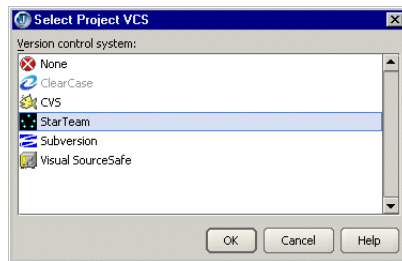 Select Project VCS
Version control system:
None
ClearCase
CVS
StarTeam
Subversion
Visual SourceSafe
OK Cancel Help